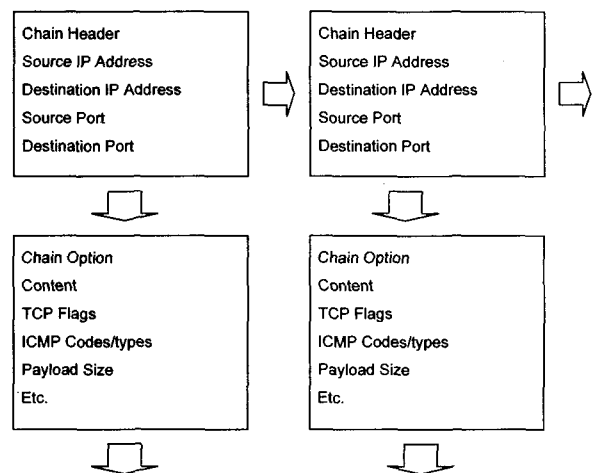 Chain Header
Source IP Address
Destination IP Address
Source Port
Destination Port
Chain Header
Source IP Address
Destination IP Address
Source Port
Destination Port
Chain Option
Content
TCP Flags
ICMP Codes/types
Payload Size
Etc.
Chain Option
Content
TCP Flags
ICMP Codes/types
Payload Size
Etc.